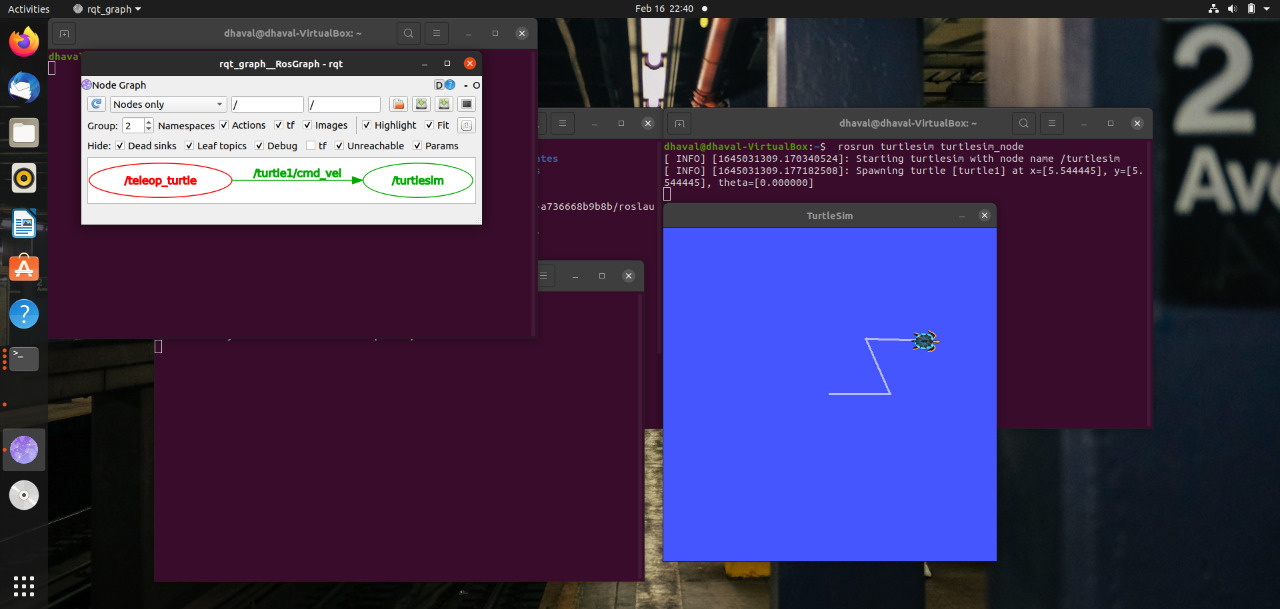 Activities
rqt_graph
Feb 16 22:40
dhaval@dhaval-VirtualBox: ~
dhava
rqt_graph__RosGraph - rqt
Node Graph
D
- O
Nodes only
/
/
Group: 2 Namespaces Actions tf Images Highlight Fit
Hide: Dead sinks Leaf topics Debug tf Unreachable Params
/teleop_turtle
/turtle1/cmd_vel
/turtlesim
-a736668b9b8b/roslau
dhaval@dhaval-VirtualBox: ~
dhaval@dhaval-VirtualBox:~$ rosrun turtlesim turtlesim_node
[ INFO] [1645031309.170340524]: Starting turtlesim with node name /turtlesim
[ INFO] [1645031309.177182508]: Spawning turtle [turtle1] at x=[5.544445], y=[5.
544445], theta=[0.000000]
TurtleSim
2
Ave